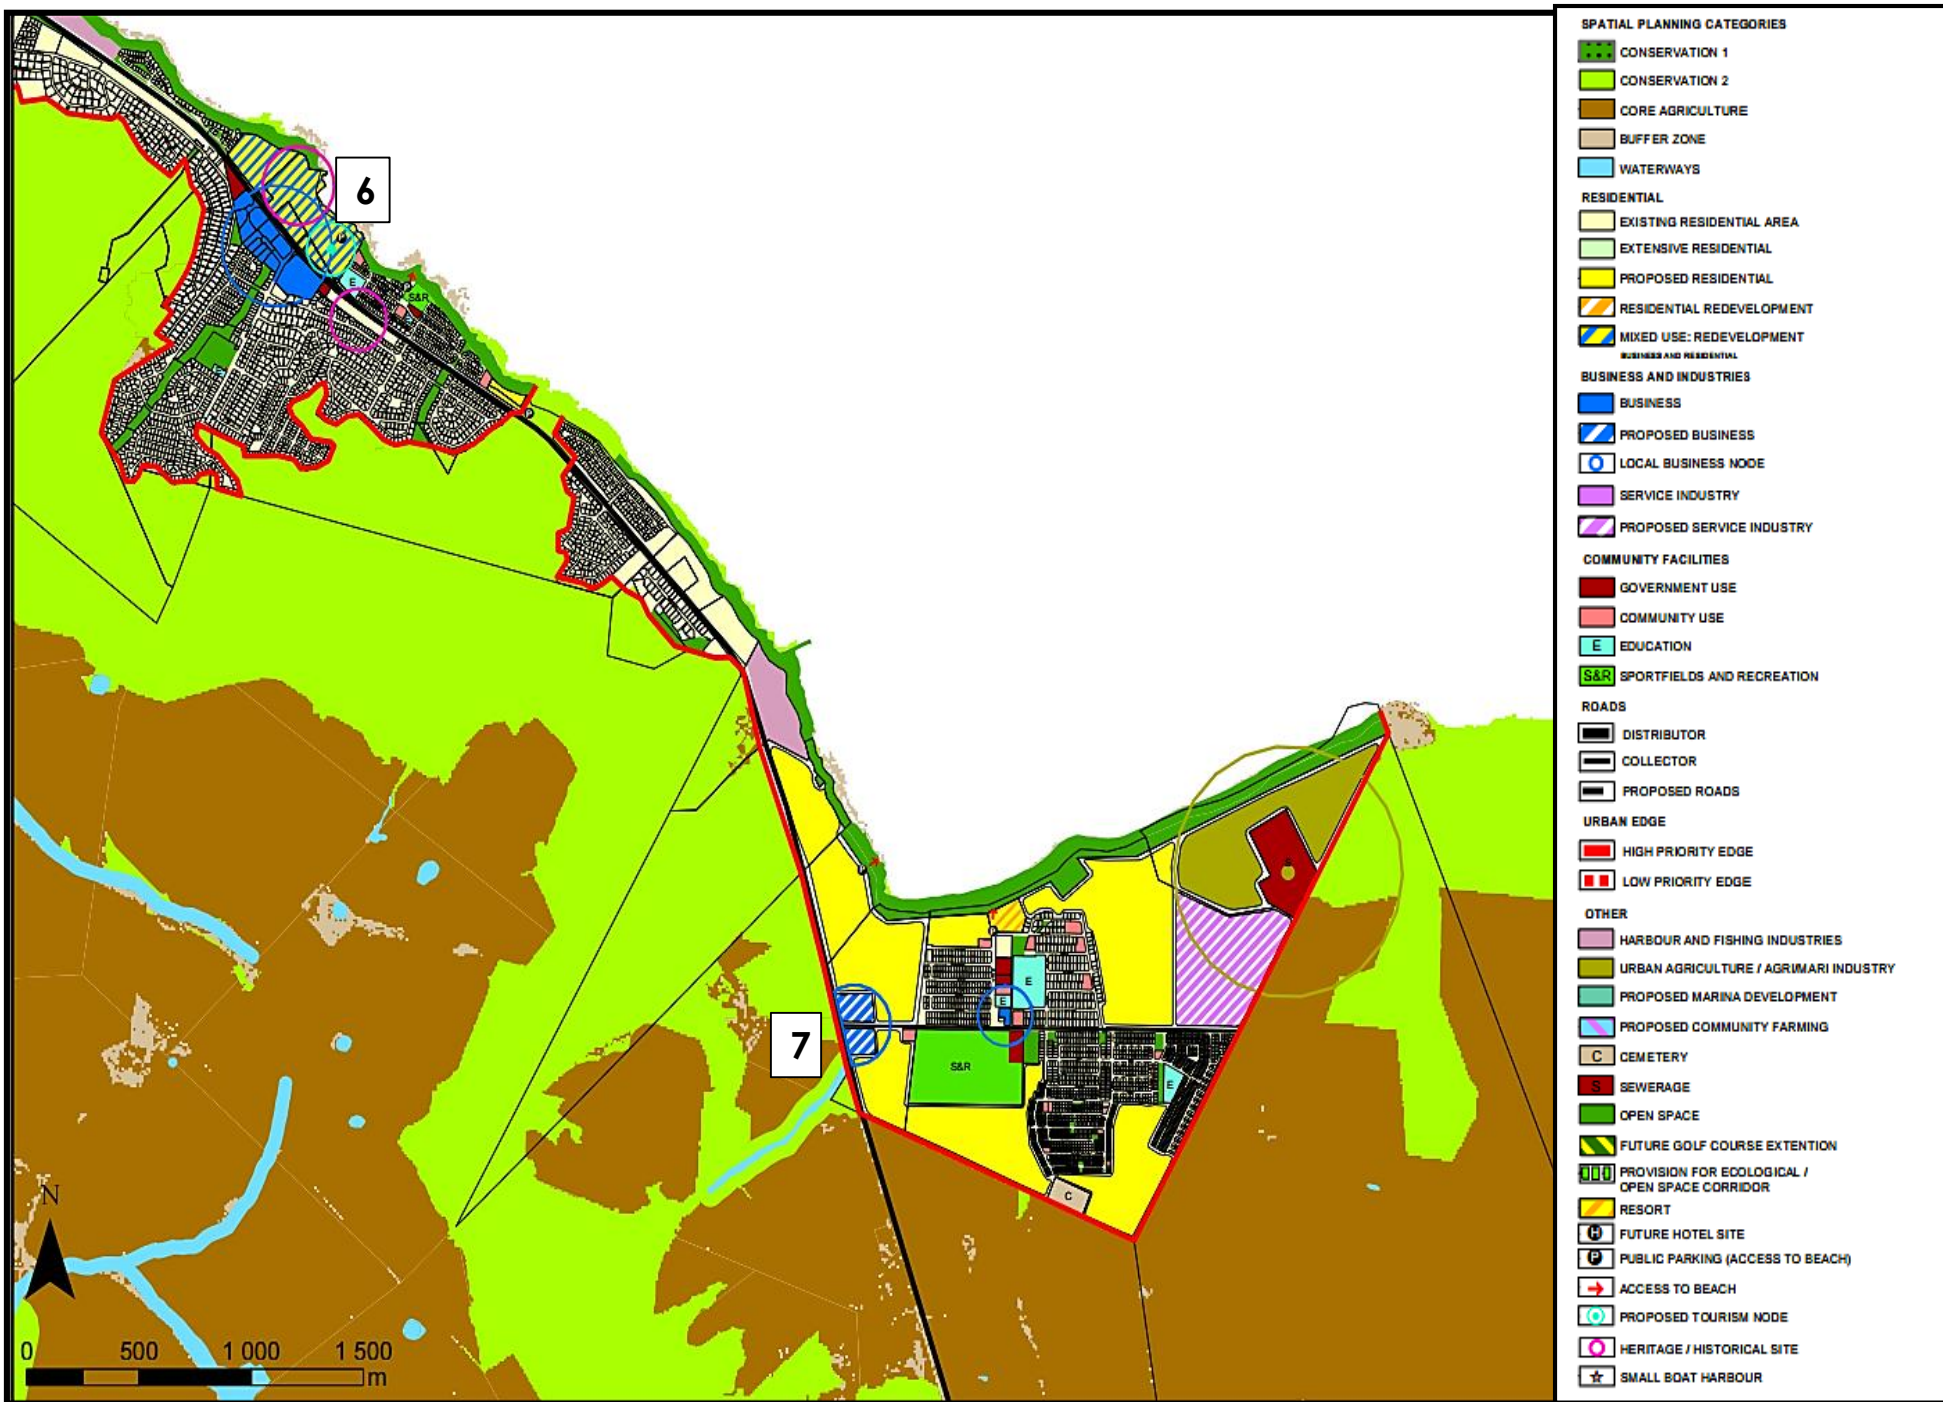 6
E
S&R
7
E
E
S&R
E
C
S
N
0 500 1 000 1 500
m
SPATIAL PLANNING CATEGORIES
CONSERVATION 1
CONSERVATION 2
CORE AGRICULTURE
BUFFER ZONE
WATERWAYS
RESIDENTIAL
EXISTING RESIDENTIAL AREA
EXTENSIVE RESIDENTIAL
PROPOSED RESIDENTIAL
RESIDENTIAL REDEVELOPMENT
MIXED USE: REDEVELOPMENT
BUSINESS AND RESIDENTIAL
BUSINESS AND INDUSTRIES
BUSINESS
PROPOSED BUSINESS
LOCAL BUSINESS NODE
SERVICE INDUSTRY
PROPOSED SERVICE INDUSTRY
COMMUNITY FACILITIES
GOVERNMENT USE
COMMUNITY USE
E EDUCATION
S&R SPORTFIELDS AND RECREATION
ROADS
DISTRIBUTOR
COLLECTOR
PROPOSED ROADS
URBAN EDGE
HIGH PRIORITY EDGE
LOW PRIORITY EDGE
OTHER
HARBOUR AND FISHING INDUSTRIES
URBAN AGRICULTURE / AGRI/MARI INDUSTRY
PROPOSED MARINA DEVELOPMENT
PROPOSED COMMUNITY FARMING
C CEMETERY
S SEWERAGE
OPEN SPACE
FUTURE GOLF COURSE EXTENTION
PROVISION FOR ECOLOGICAL /
OPEN SPACE CORRIDOR
RESORT
H FUTURE HOTEL SITE
P PUBLIC PARKING (ACCESS TO BEACH)
ACCESS TO BEACH
PROPOSED TOURISM NODE
HERITAGE / HISTORICAL SITE
SMALL BOAT HARBOUR